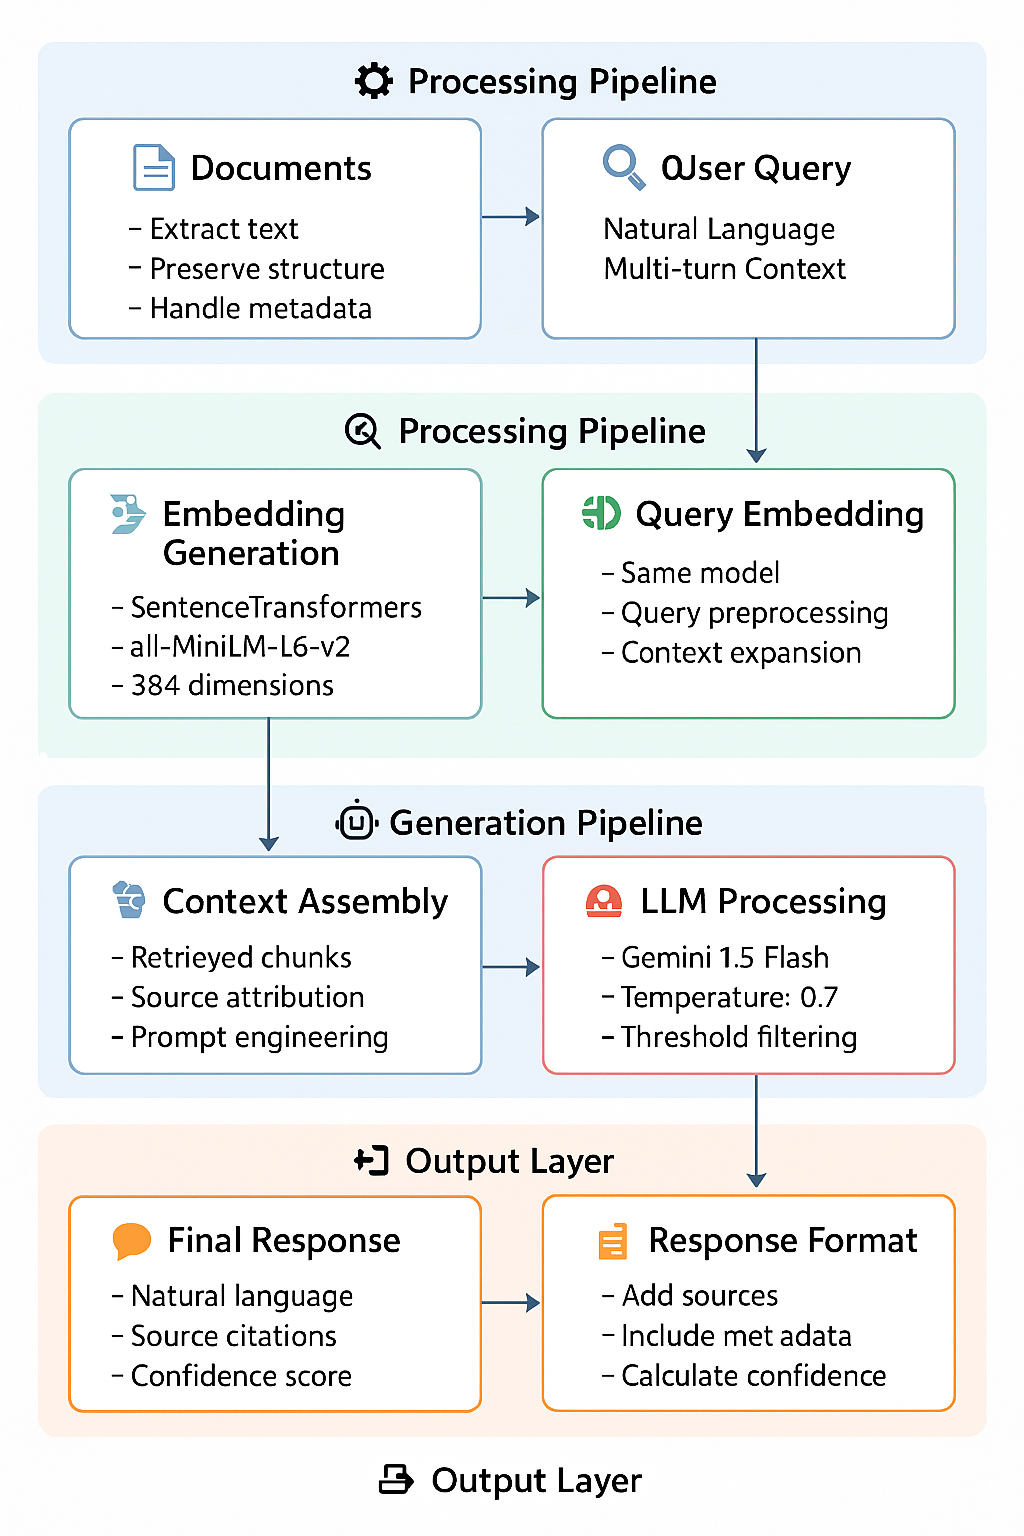 Processing Pipeline
Documents
– Extract text
– Preserve structure
– Handle metadata
ꓷUser Query
Natural Language
Multi-turn Context
Processing Pipeline
Embedding
Generation
– SentenceTransformers
– all-MiniLM-L6-v2
– 384 dimensions
Query Embedding
– Same model
– Query preprocessing
– Context expansion
Generation Pipeline
Context Assembly
– Retrieyed chunks
– Source attribution
– Prompt engineering
LLM Processing
– Gemini 1.5 Flash
– Temperature: 0.7
– Threshold filtering
Output Layer
Final Response
– Natural language
– Source citations
– Confidence score
Response Format
– Add sources
– Include met adata
– Calculate confidence
Output Layer